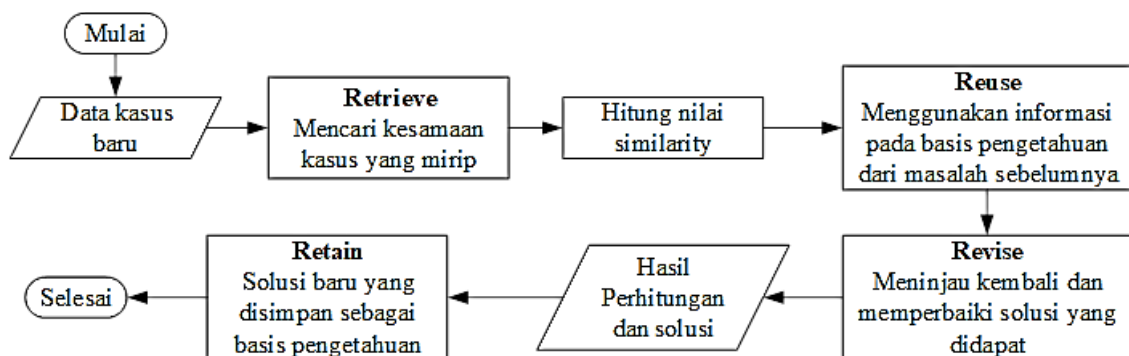 Mulai
Data kasus
baru
Retrieve
Mencari kesamaan
kasus yang mirip
Hitung nilai
similarity
Reuse
Menggunakan informasi
pada basis pengetahuan
dari masalah sebelumnya
Revise
Meninjau kembali dan
memperbaiki solusi yang
didapat
Hasil
Perhitungan
dan solusi
Retain
Solusi baru yang
disimpan sebagai
basis pengetahuan
Selesai